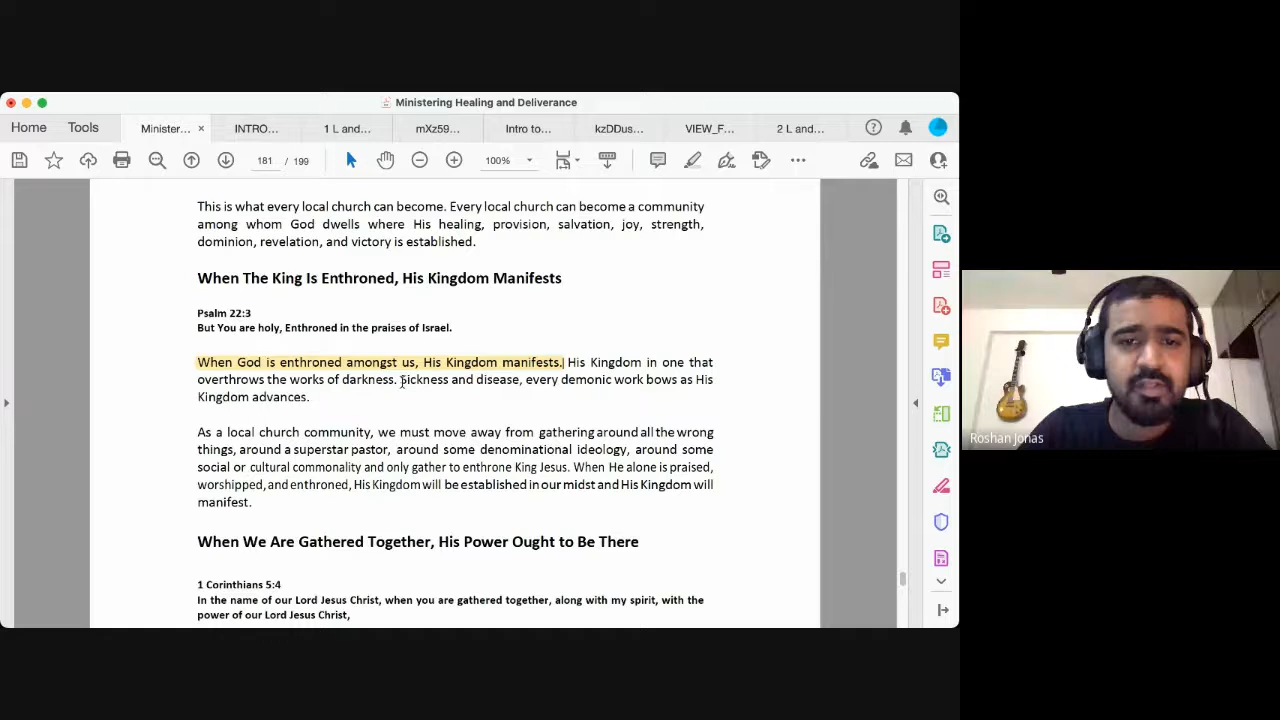 Ministering Healing and Deliverance
Home Tools Minister... × INTRO... 1 L and... mXz59... Intro to... kzDDus... VIEW_F... 2 L and...
181 / 199 100%
This is what every local church can become. Every local church can become a community
among whom God dwells where His healing, provision, salvation, joy, strength,
dominion, revelation, and victory is established.
When The King Is Enthroned, His Kingdom Manifests
Psalm 22:3
But You are holy, Enthroned in the praises of Israel.
When God is enthroned amongst us, His Kingdom manifests. His Kingdom in one that
overthrows the works of darkness. Sickness and disease, every demonic work bows as His
Kingdom advances.
As a local church community, we must move away from gathering around all the wrong
things, around a superstar pastor, around some denominational ideology, around some
social or cultural commonality and only gather to enthrone King Jesus. When He alone is praised,
worshipped, and enthroned, His Kingdom will be established in our midst and His Kingdom will
manifest.
When We Are Gathered Together, His Power Ought to Be There
1 Corinthians 5:4
In the name of our Lord Jesus Christ, when you are gathered together, along with my spirit, with the
power of our Lord Jesus Christ,
Roshan Jonas